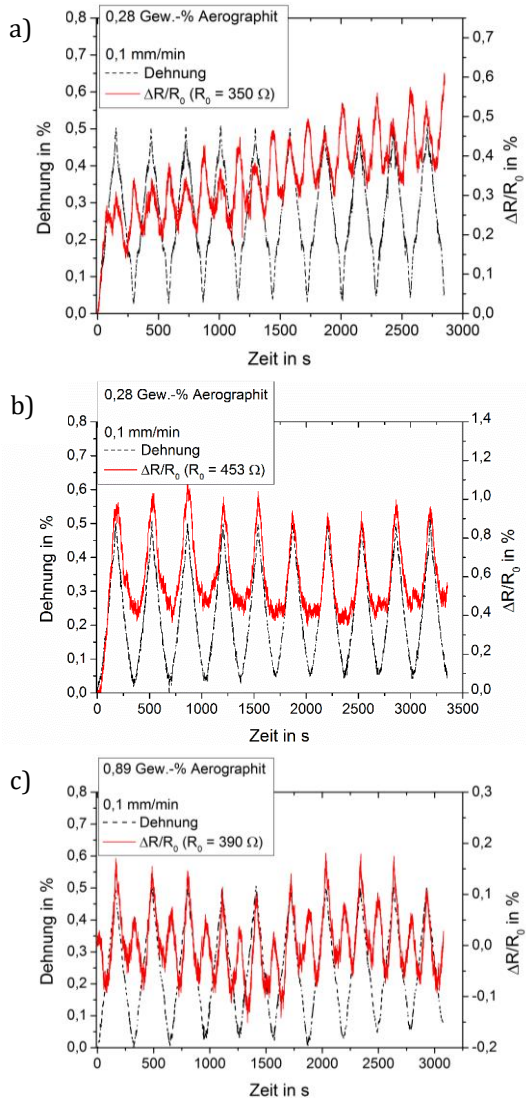 a)
0,28 Gew.-% Aerographit
0,1 mm/min
Dehnung
ΔR/R₀ (R₀ = 350 Ω)
Dehnung in %
0,8
0,7
0,6
0,5
0,4
0,3
0,2
0,1
0,0
ΔR/R₀ in %
0,7
0,6
0,5
0,4
0,3
0,2
0,1
0,0
0 500 1000 1500 2000 2500 3000
Zeit in s
b)
0,28 Gew.-% Aerographit
0,1 mm/min
Dehnung
ΔR/R₀ (R₀ = 453 Ω)
Dehnung in %
0,8
0,7
0,6
0,5
0,4
0,3
0,2
0,1
0,0
ΔR/R₀ in %
1,4
1,2
1,0
0,8
0,6
0,4
0,2
0,0
0 500 1000 1500 2000 2500 3000 3500
Zeit in s
c)
0,89 Gew.-% Aerographit
0,1 mm/min
Dehnung
ΔR/R₀ (R₀ = 390 Ω)
Dehnung in %
0,8
0,7
0,6
0,5
0,4
0,3
0,2
0,1
0,0
ΔR/R₀ in %
0,3
0,2
0,1
0,0
-0,1
-0,2
0 500 1000 1500 2000 2500 3000
Zeit in s